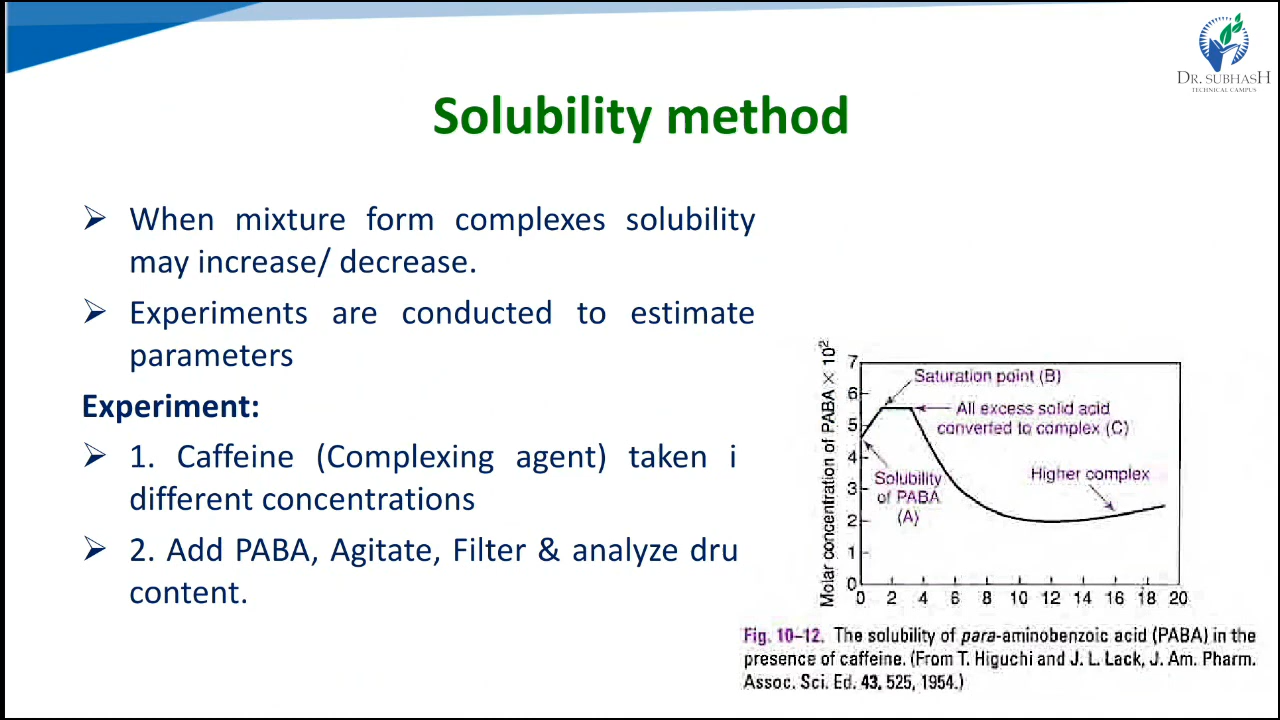 DR. SUBHASH
TECHNICAL CAMPUS
Solubility method
➢ When mixture form complexes solubility
may increase/ decrease.
➢ Experiments are conducted to estimate
parameters
Experiment:
➢ 1. Caffeine (Complexing agent) taken i
different concentrations
➢ 2. Add PABA, Agitate, Filter & analyze dru
content.
Molar concentration of PABA × 10²
7
6
5
4
3
2
1
0
Saturation point (B)
All excess solid acid
converted to complex (C)
Solubility
of PABA
(A)
Higher complex
0 2 4 6 8 10 12 14 16 18 20
Fig. 10–12. The solubility of para-aminobenzoic acid (PABA) in the
presence of caffeine. (From T. Higuchi and J. L. Lack, J. Am. Pharm.
Assoc. Sci. Ed. 43, 525, 1954.)